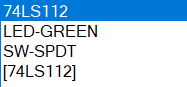 74LS112
LED-GREEN
SW-SPDT
[74LS112]